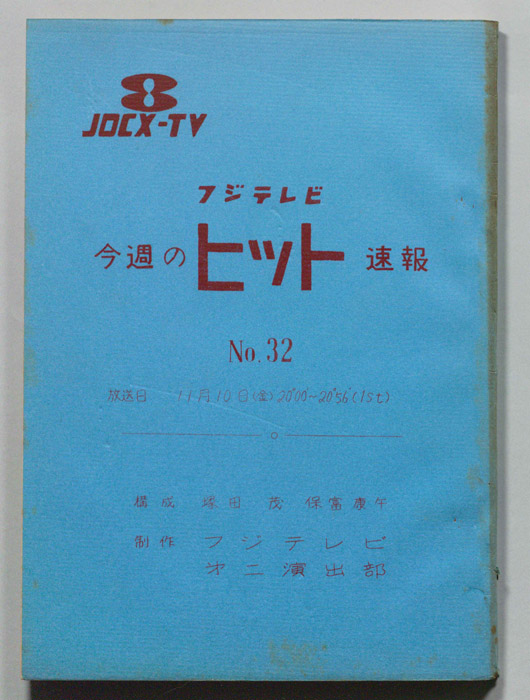 8
JOCX-TV
フジテレビ
今週のヒット速報
No.32
放送日 11月10日(金)20°00'~20°56'(1St)
構成 塚田 茂 保富康午
制作 フジテレビ
第二演出部